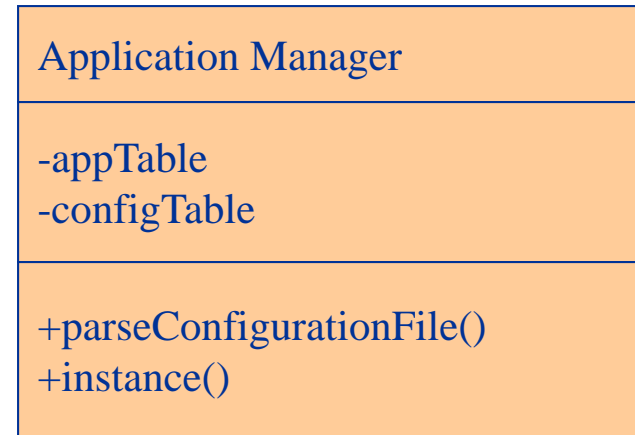 Application Manager
-appTable
-configTable
+parseConfigurationFile()
+instance()